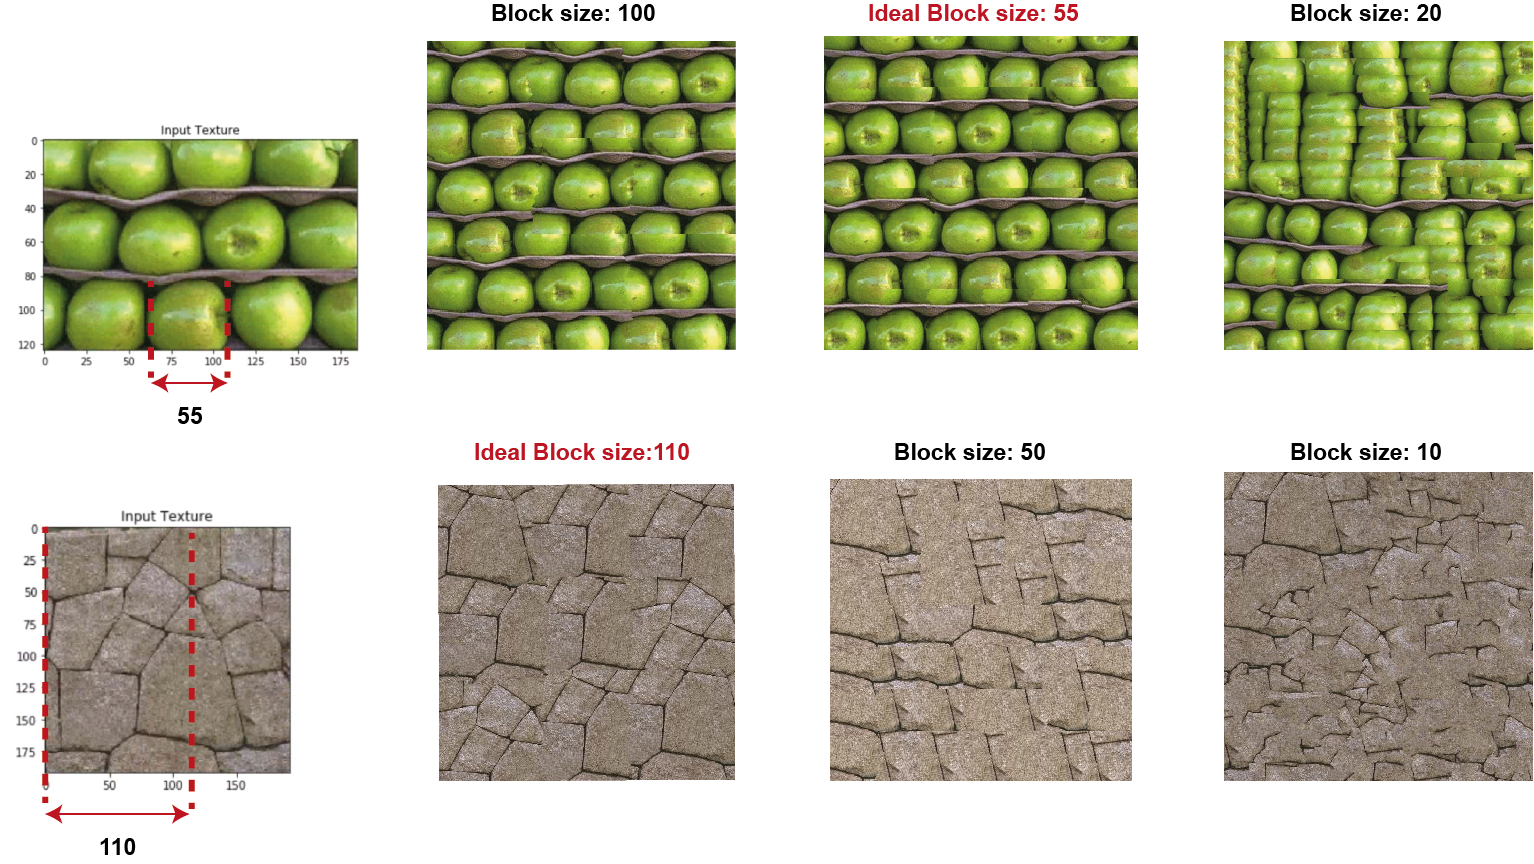 Block size: 100
Ideal Block size: 55
Block size: 20
Input Texture
0
20
40
60
80
100
120
0 25 50 75 100 125 150 175
55
Ideal Block size:110
Block size: 50
Block size: 10
Input Texture
0
25
50
75
100
125
150
175
0 50 100 150
110